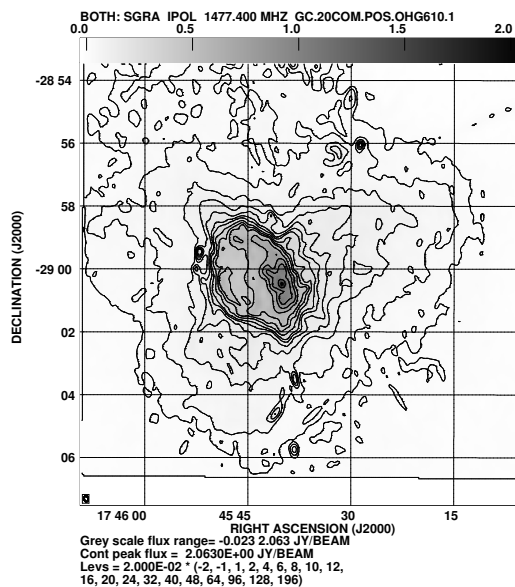 BOTH: SGRA IPOL 1477.400 MHZ GC.20COM.POS.OHG610.1
0.0 0.5 1.0 1.5 2.0
-28 54
56
58
-29 00
02
04
06
DECLINATION (J2000)
17 46 00 45 45 30 15
RIGHT ASCENSION (J2000)
Grey scale flux range= -0.023 2.063 JY/BEAM
Cont peak flux = 2.0630E+00 JY/BEAM
Levs = 2.000E-02 * (-2, -1, 1, 2, 4, 6, 8, 10, 12,
16, 20, 24, 32, 40, 48, 64, 96, 128, 196)